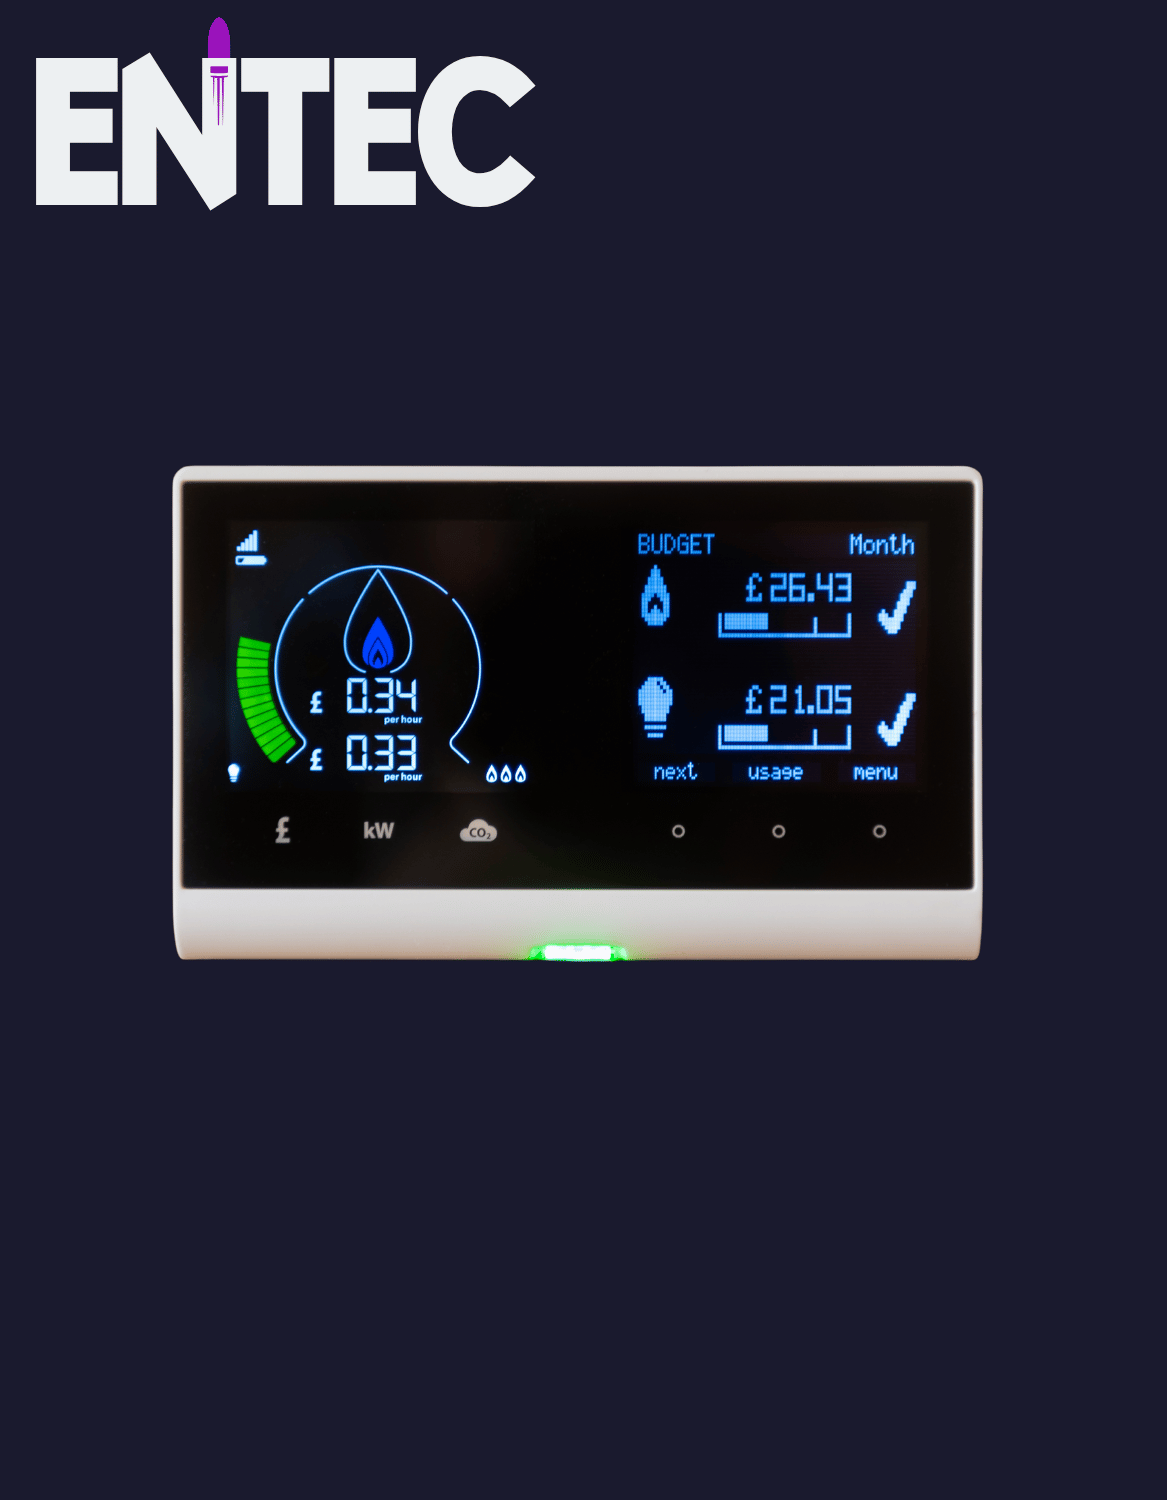 ENTEC
BUDGET Month
£26.43
£ 0.34
per hour
£21.05
£ 0.33
per hour
next usage menu
£ kW CO₂